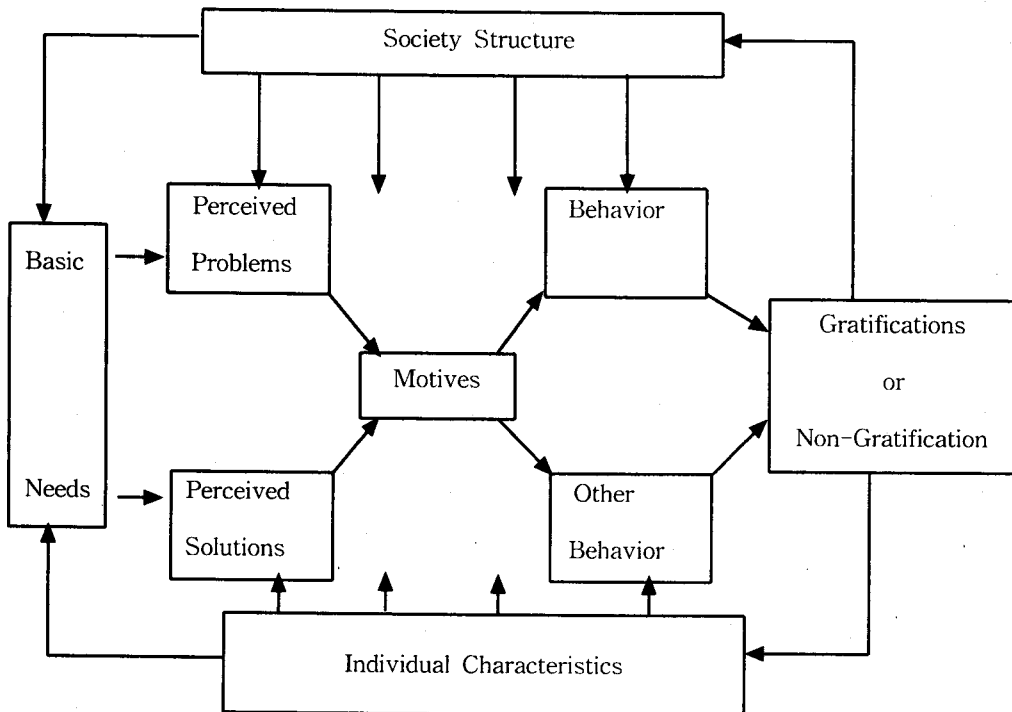 Society Structure
Perceived
Problems
Behavior
Basic
Needs
Motives
Gratifications
or
Non-Gratification
Perceived
Solutions
Other
Behavior
Individual Characteristics